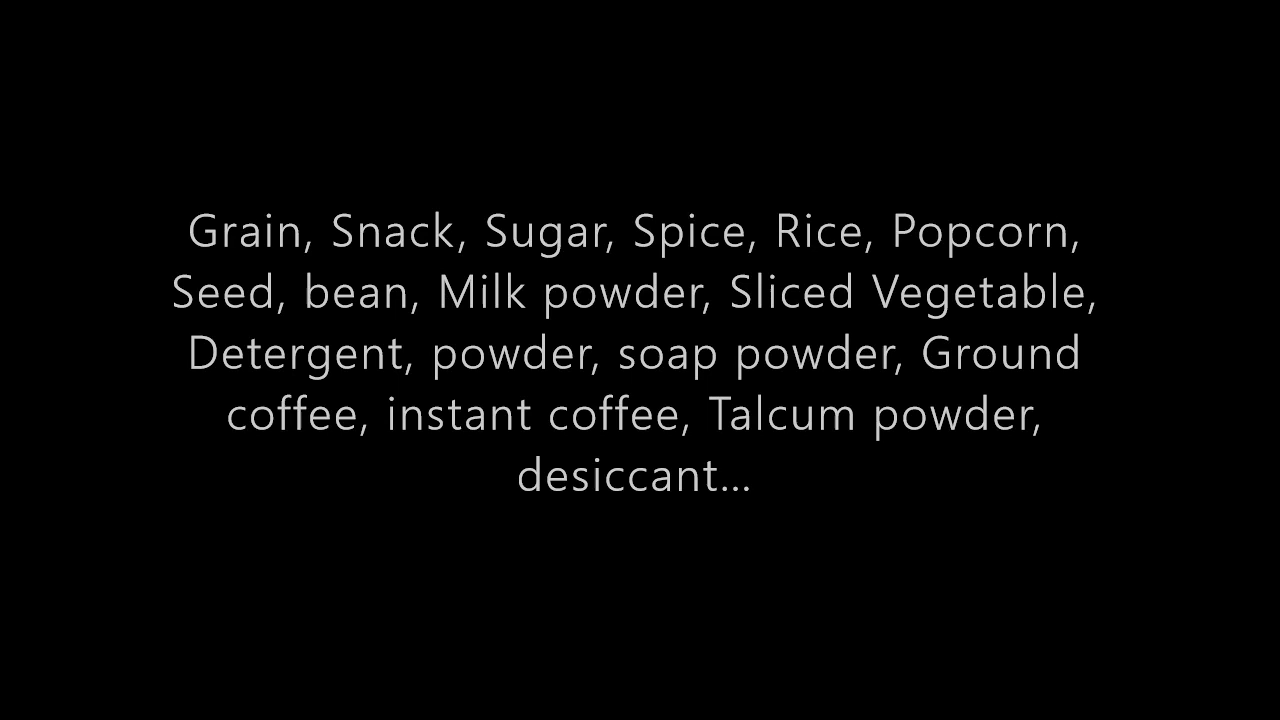 Grain, Snack, Sugar, Spice, Rice, Popcorn,
Seed, bean, Milk powder, Sliced Vegetable,
Detergent, powder, soap powder, Ground
coffee, instant coffee, Talcum powder,
desiccant...